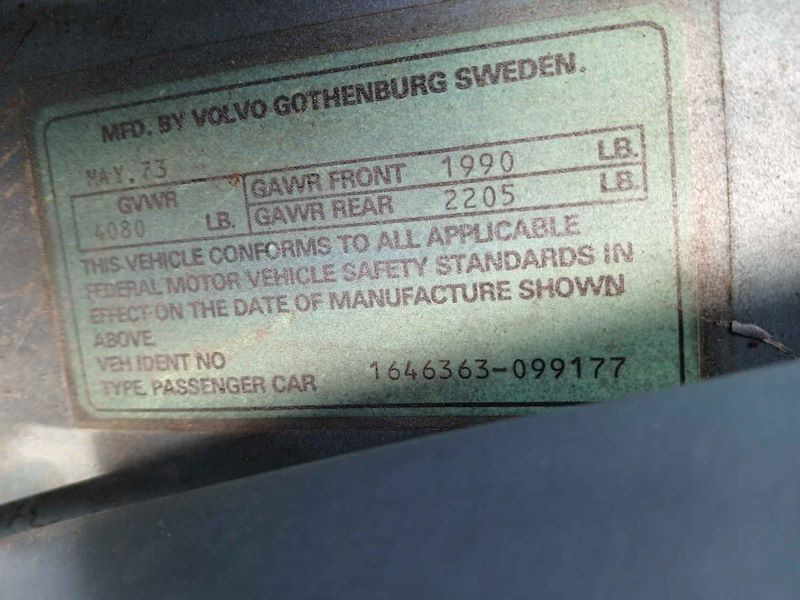 MFD. BY VOLVO GOTHENBURG SWEDEN.
MAY.73
GVWR
4080 LB.
GAWR FRONT 1990 LB.
GAWR REAR 2205 LB.
THIS VEHICLE CONFORMS TO ALL APPLICABLE
FEDERAL MOTOR VEHICLE SAFETY STANDARDS IN
EFFECT ON THE DATE OF MANUFACTURE SHOWN
ABOVE.
VEH IDENT NO 1646363-099177
TYPE. PASSENGER CAR